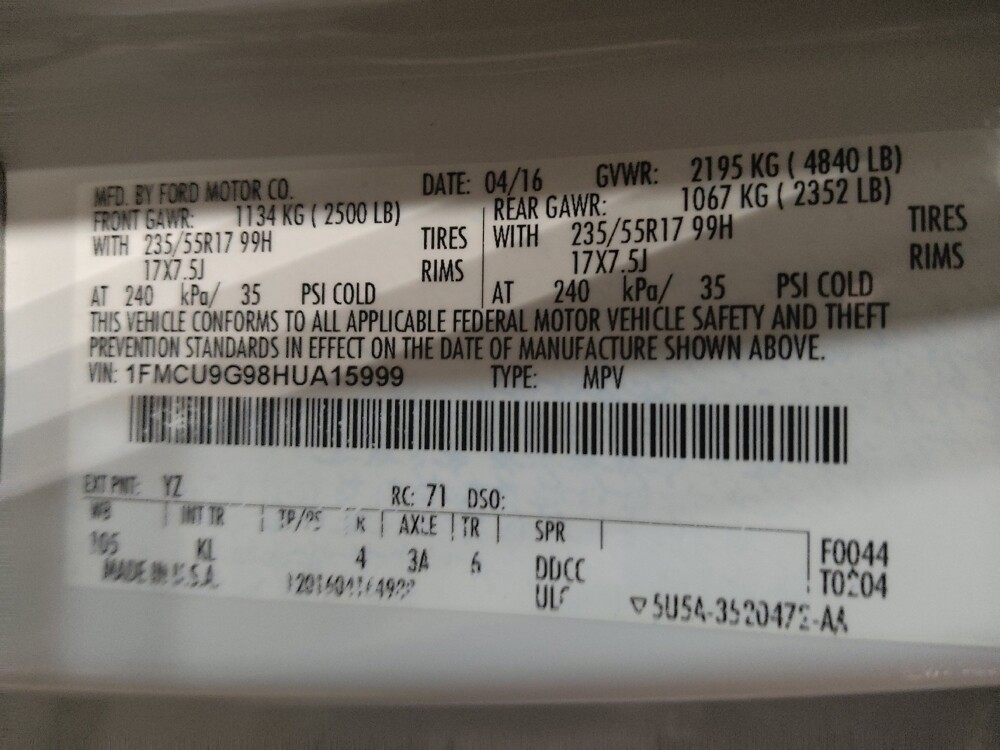 MFD. BY FORD MOTOR CO. DATE: 04/16 GVWR: 2195 KG ( 4840 LB)
FRONT GAWR: 1134 KG ( 2500 LB) REAR GAWR: 1067 KG ( 2352 LB)
WITH 235/55R17 99H TIRES WITH 235/55R17 99H TIRES
17X7.5J RIMS 17X7.5J RIMS
AT 240 kPa/ 35 PSI COLD AT 240 kPa/ 35 PSI COLD
THIS VEHICLE CONFORMS TO ALL APPLICABLE FEDERAL MOTOR VEHICLE SAFETY AND THEFT
PREVENTION STANDARDS IN EFFECT ON THE DATE OF MANUFACTURE SHOWN ABOVE.
VIN: 1FMCU9G98HUA15999 TYPE: MPV
EXT PNT: YZ RC: 71 DSO:
WB INT TR TP/PS R AXLE TR SPR
105 KL 4 3A 6 DDCC F0044
MADE IN U.S.A. T0204